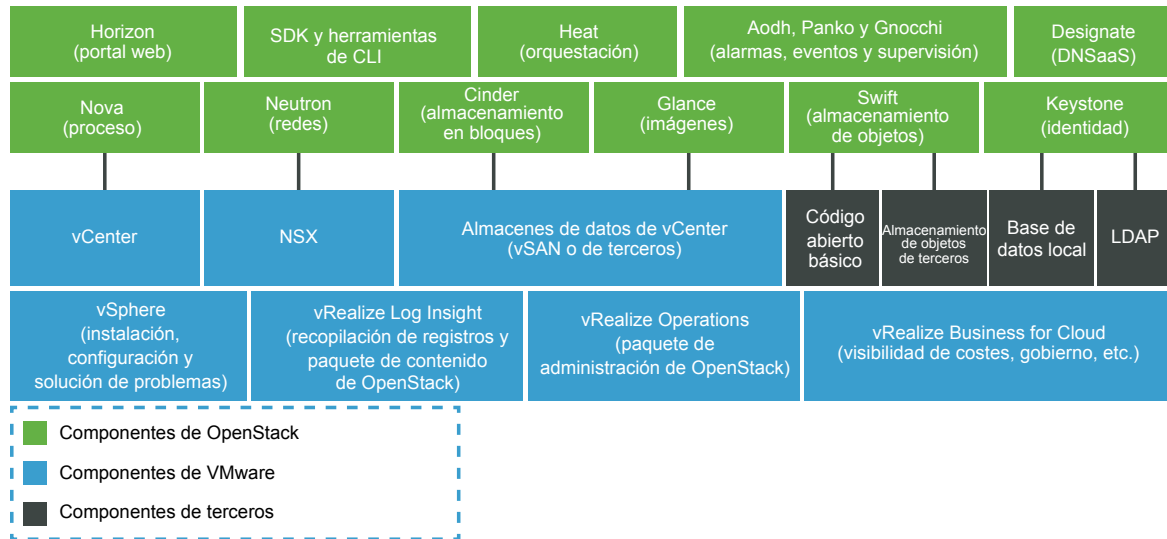 Horizon
(portal web)
SDK y herramientas
de CLI
Heat
(orquestación)
Aodh, Panko y Gnocchi
(alarmas, eventos y supervisión)
Designate
(DNSaaS)
Nova
(proceso)
Neutron
(redes)
Cinder
(almacenamiento
en bloques)
Glance
(imágenes)
Swift
(almacenamiento
de objetos)
Keystone
(identidad)
vCenter
NSX
Almacenes de datos de vCenter
(vSAN o de terceros)
Código
abierto
básico
Almacenamiento
de objetos
de terceros
Base de
datos local
LDAP
vSphere
(instalación,
configuración y
solución de problemas)
vRealize Log Insight
(recopilación de registros y
paquete de contenido
de OpenStack)
vRealize Operations
(paquete de
administración de OpenStack)
vRealize Business for Cloud
(visibilidad de costes, gobierno, etc.)
Componentes de OpenStack
Componentes de VMware
Componentes de terceros